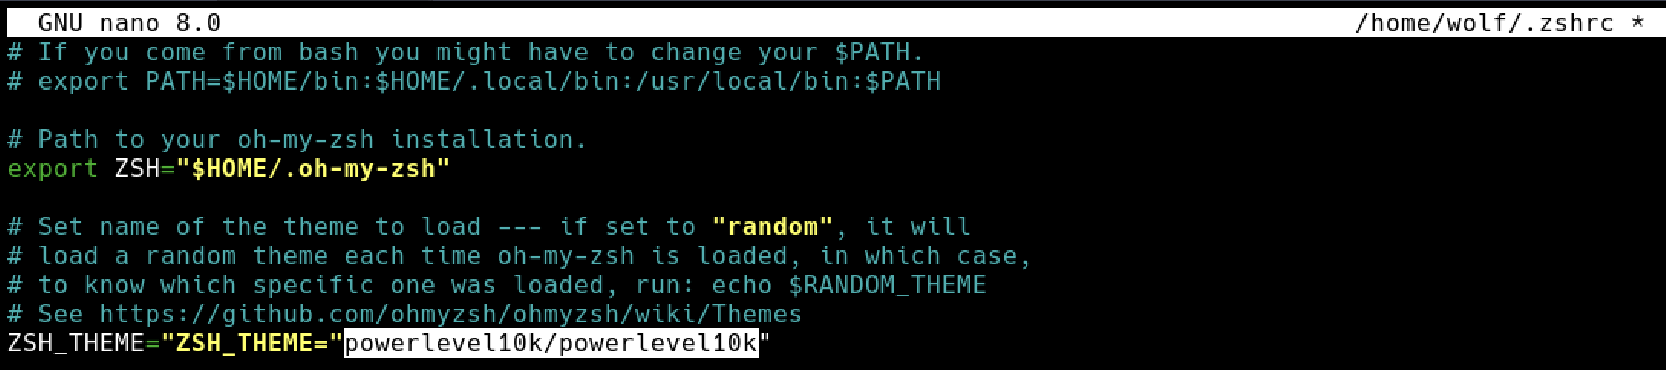 GNU nano 8.0 /home/wolf/.zshrc *
# If you come from bash you might have to change your $PATH.
# export PATH=$HOME/bin:$HOME/.local/bin:/usr/local/bin:$PATH
# Path to your oh-my-zsh installation.
export ZSH="$HOME/.oh-my-zsh"
# Set name of the theme to load --- if set to "random", it will
# load a random theme each time oh-my-zsh is loaded, in which case,
# to know which specific one was loaded, run: echo $RANDOM_THEME
# See https://github.com/ohmyzsh/ohmyzsh/wiki/Themes
ZSH_THEME="ZSH_THEME="powerlevel10k/powerlevel10k"